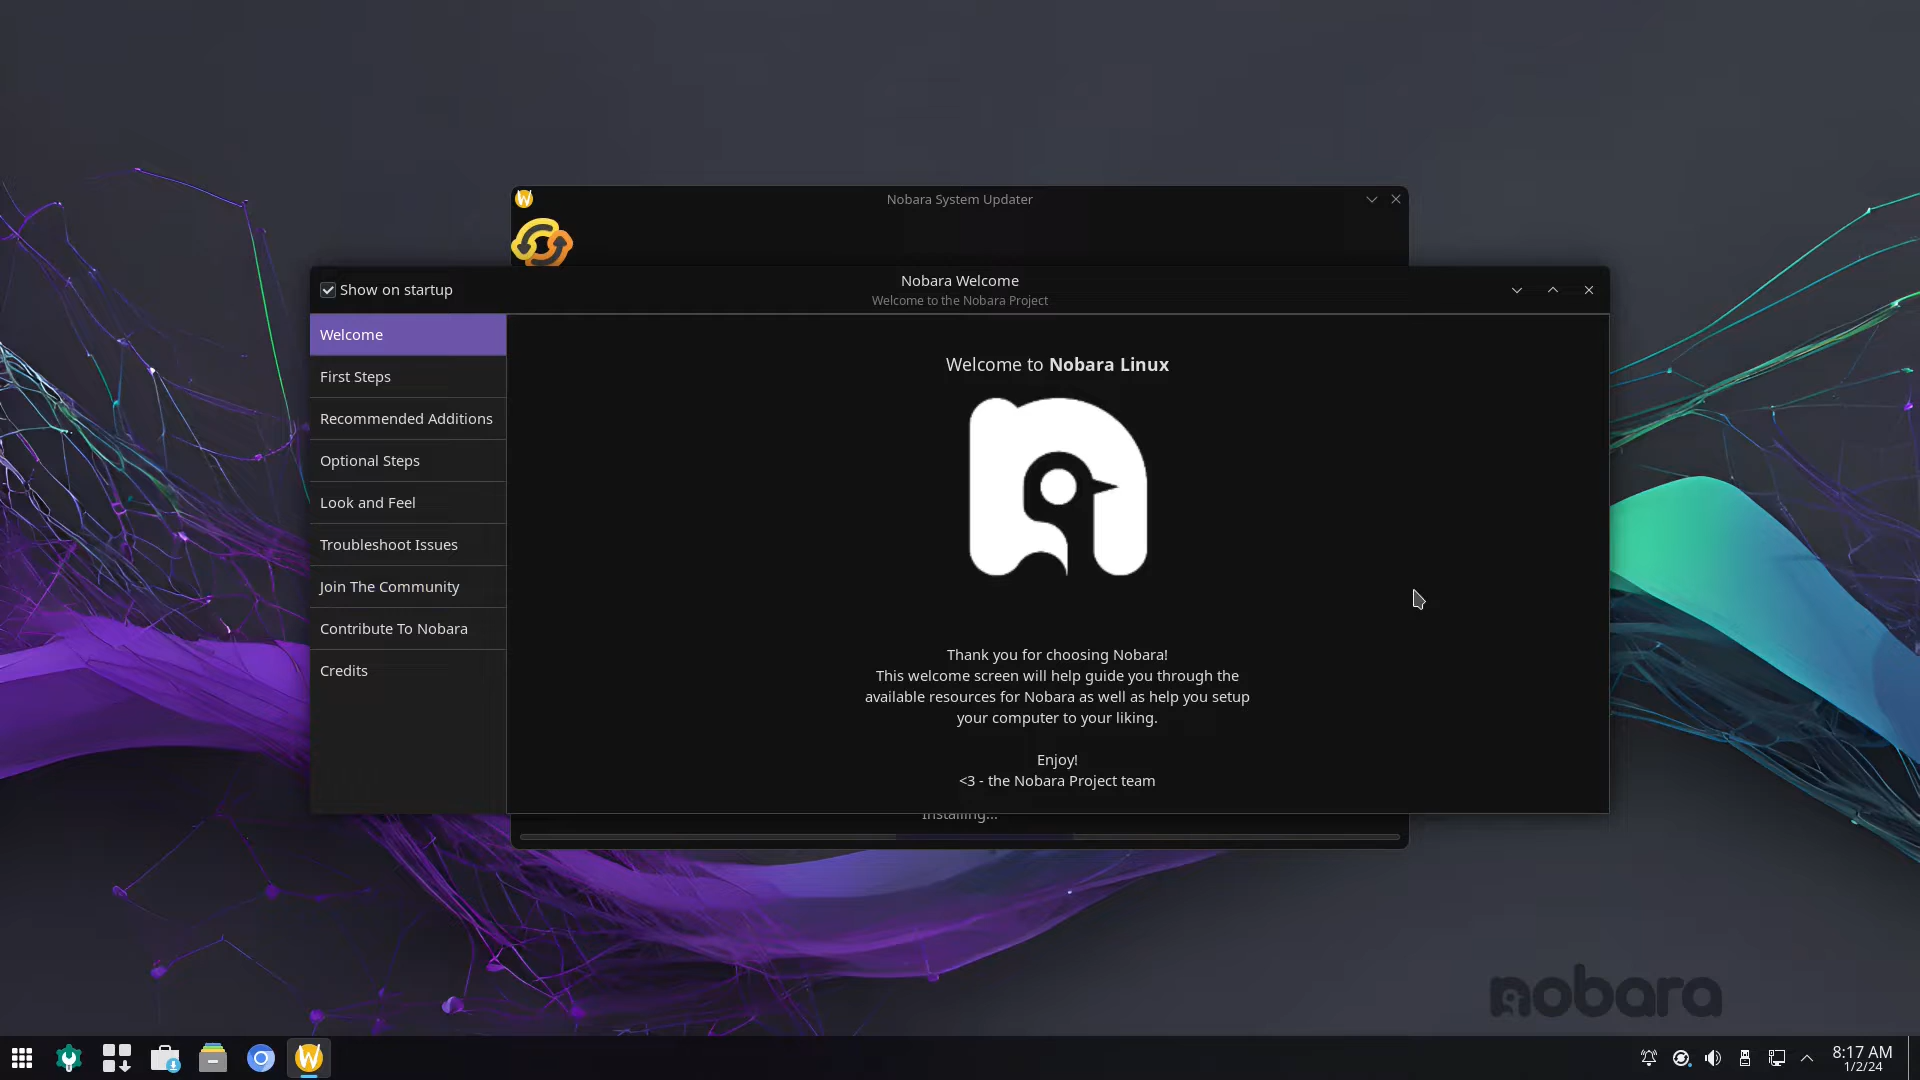 Nobara System Updater
Show on startup
Nobara Welcome
Welcome to the Nobara Project
Welcome
First Steps
Recommended Additions
Optional Steps
Look and Feel
Troubleshoot Issues
Join The Community
Contribute To Nobara
Credits
Welcome to Nobara Linux
Thank you for choosing Nobara!
This welcome screen will help guide you through the
available resources for Nobara as well as help you setup
your computer to your liking.
Enjoy!
<3 - the Nobara Project team
Installing...
nobara
8:17 AM
1/2/24